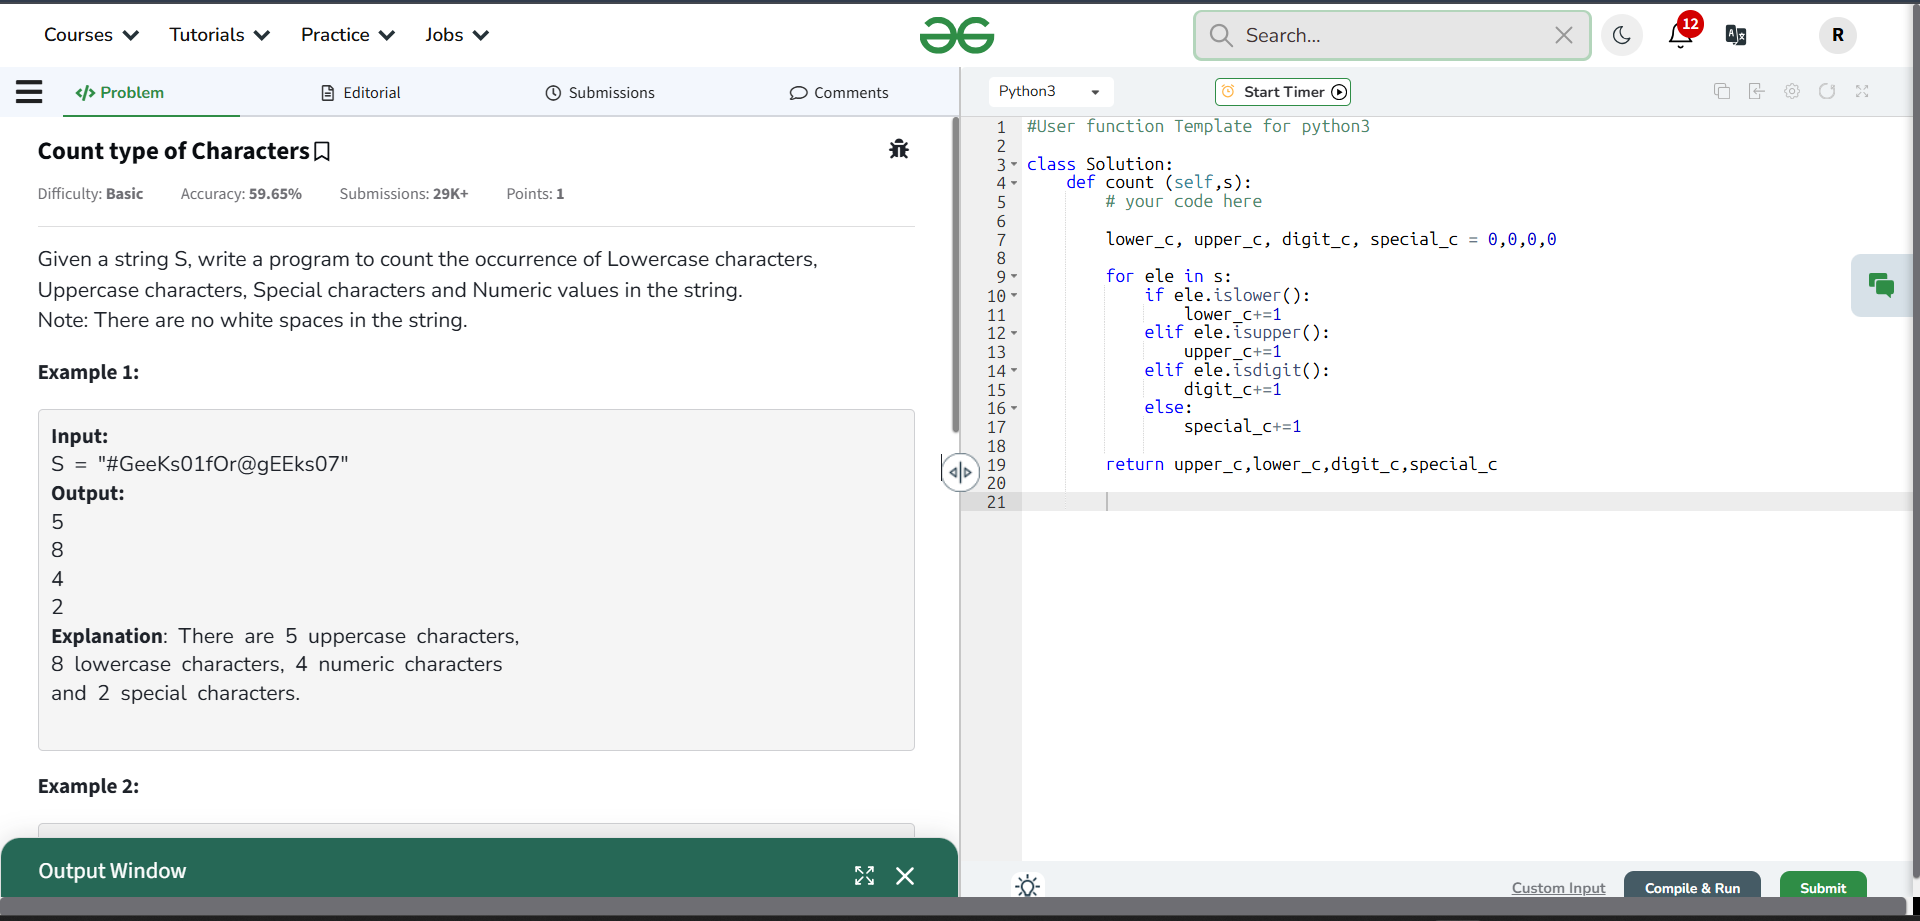 Courses Tutorials Practice Jobs Search... 12 R
Problem Editorial Submissions Comments Python3 Start Timer
Count type of Characters
Difficulty: Basic Accuracy: 59.65% Submissions: 29K+ Points: 1
Given a string S, write a program to count the occurrence of Lowercase characters,
Uppercase characters, Special characters and Numeric values in the string.
Note: There are no white spaces in the string.
Example 1:
Input:
S = "#GeeKs01fOr@gEEks07"
Output:
5
8
4
2
Explanation: There are 5 uppercase characters,
8 lowercase characters, 4 numeric characters
and 2 special characters.
Example 2:
Output Window
1 #User function Template for python3
2
3 class Solution:
4     def count (self,s):
5         # your code here
6
7         lower_c, upper_c, digit_c, special_c = 0,0,0,0
8
9         for ele in s:
10             if ele.islower():
11                 lower_c+=1
12             elif ele.isupper():
13                 upper_c+=1
14             elif ele.isdigit():
15                 digit_c+=1
16             else:
17                 special_c+=1
18
19         return upper_c,lower_c,digit_c,special_c
20
21
Custom Input Compile & Run Submit